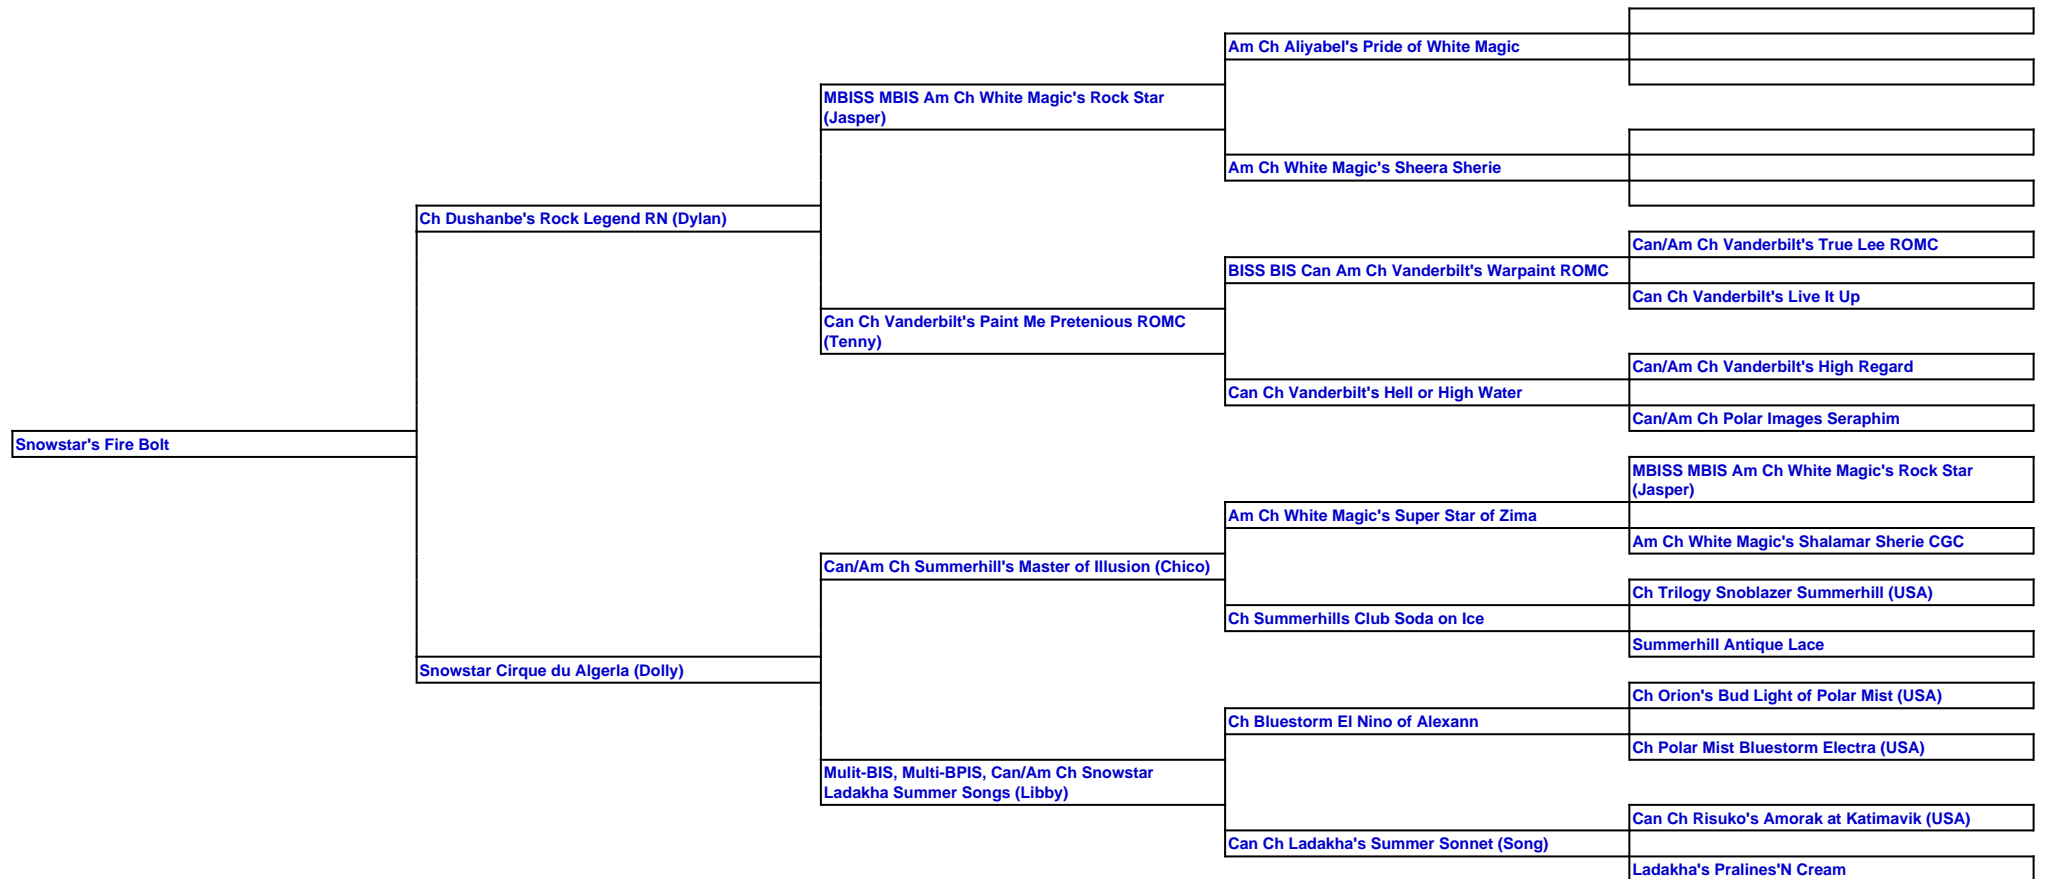 Am Ch Aliyabel's Pride of White Magic
MBISS MBIS Am Ch White Magic's Rock Star
(Jasper)
Am Ch White Magic's Sheera Sherie
Ch Dushanbe's Rock Legend RN (Dylan)
Can/Am Ch Vanderbilt's True Lee ROMC
BISS BIS Can Am Ch Vanderbilt's Warpaint ROMC
Can Ch Vanderbilt's Live It Up
Can Ch Vanderbilt's Paint Me Pretenious ROMC
(Tenny)
Can/Am Ch Vanderbilt's High Regard
Can Ch Vanderbilt's Hell or High Water
Can/Am Ch Polar Images Seraphim
Snowstar's Fire Bolt
MBISS MBIS Am Ch White Magic's Rock Star
(Jasper)
Am Ch White Magic's Super Star of Zima
Am Ch White Magic's Shalamar Sherie CGC
Can/Am Ch Summerhill's Master of Illusion (Chico)
Ch Trilogy Snoblazer Summerhill (USA)
Ch Summerhills Club Soda on Ice
Summerhill Antique Lace
Snowstar Cirque du Algerla (Dolly)
Ch Orion's Bud Light of Polar Mist (USA)
Ch Bluestorm El Nino of Alexann
Ch Polar Mist Bluestorm Electra (USA)
Mulit-BIS, Multi-BPIS, Can/Am Ch Snowstar
Ladakha Summer Songs (Libby)
Can Ch Risuko's Amorak at Katimavik (USA)
Can Ch Ladakha's Summer Sonnet (Song)
Ladakha's Pralines'N Cream